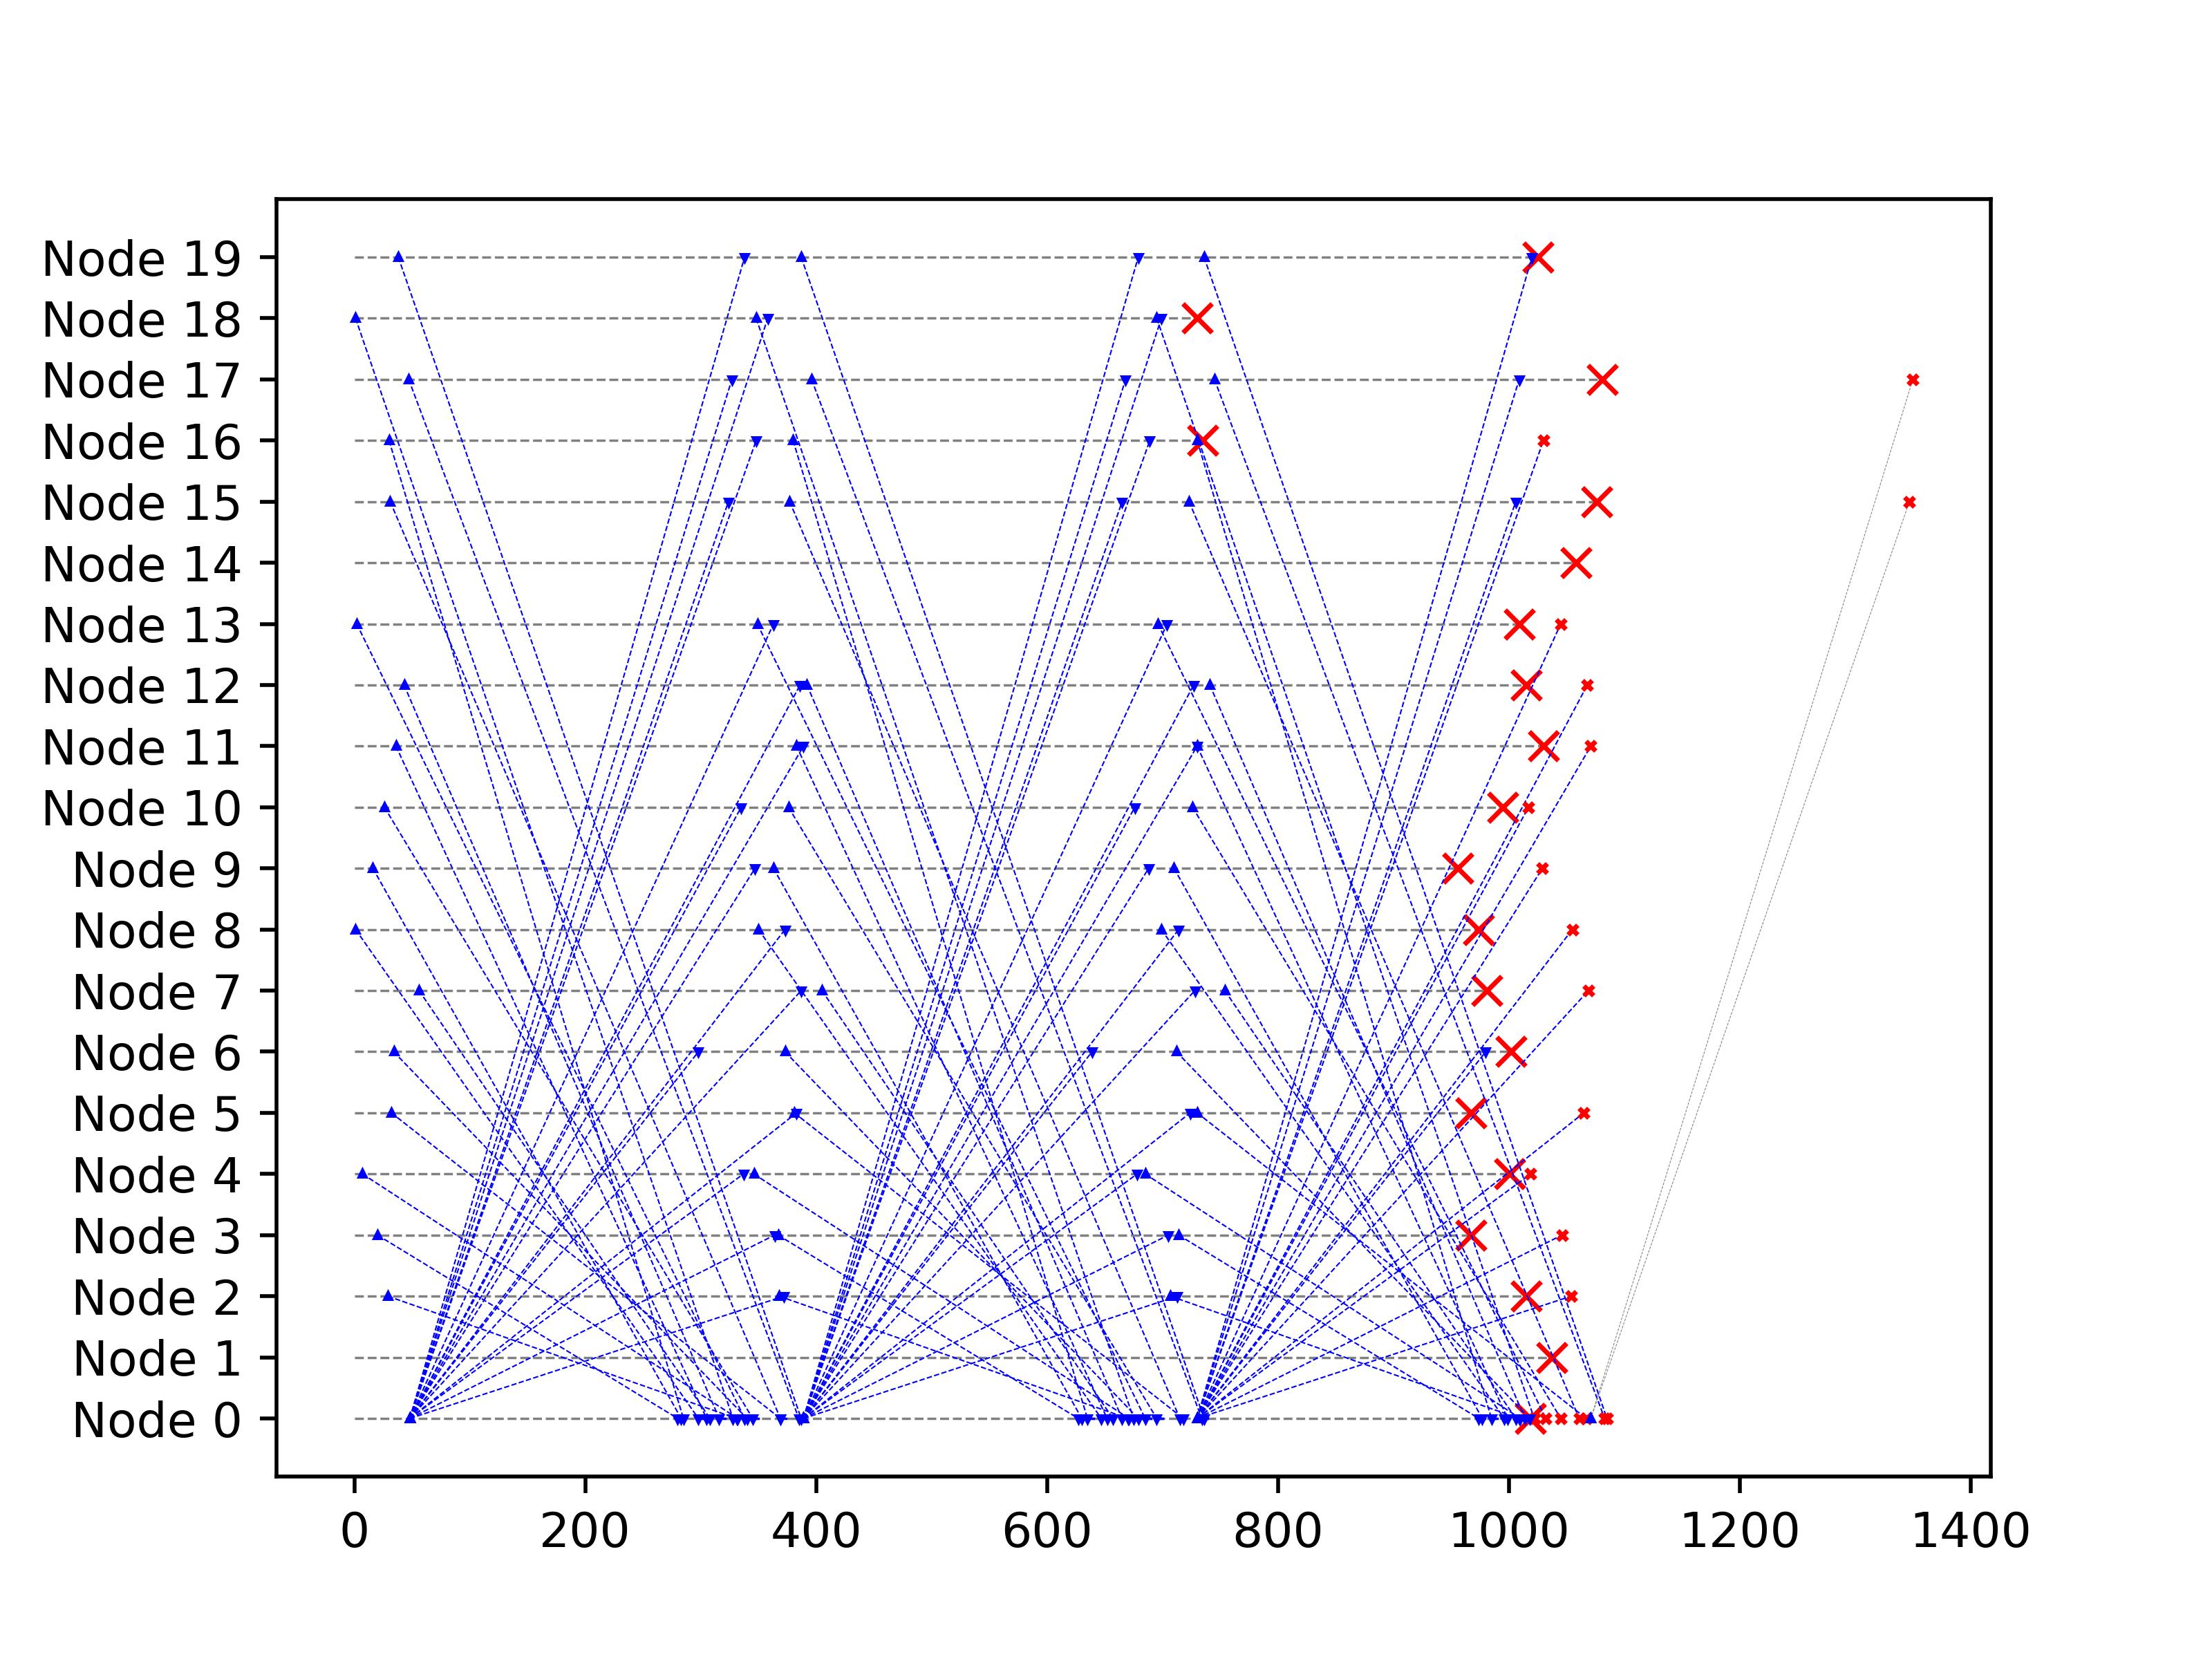 Node 19
Node 18
Node 17
Node 16
Node 15
Node 14
Node 13
Node 12
Node 11
Node 10
Node 9
Node 8
Node 7
Node 6
Node 5
Node 4
Node 3
Node 2
Node 1
Node 0
0 200 400 600 800 1000 1200 1400